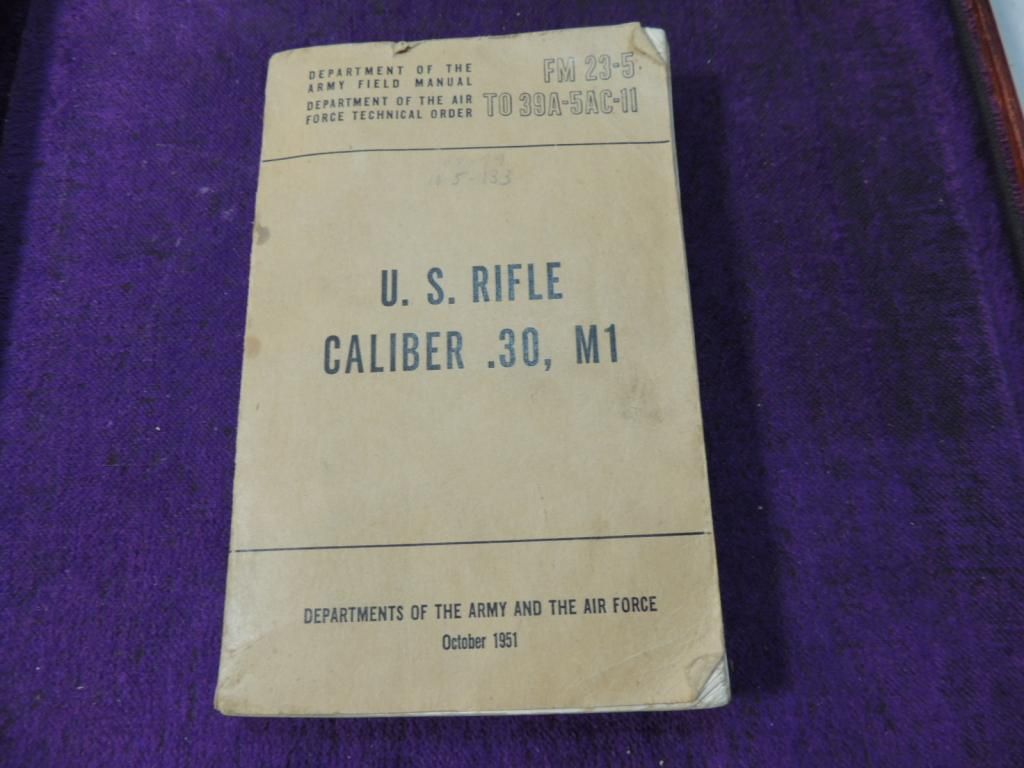 DEPARTMENT OF THE
ARMY FIELD MANUAL
DEPARTMENT OF THE AIR
FORCE TECHNICAL ORDER
FM 23-5
TO 39A-5AC-11
U. S. RIFLE
CALIBER .30, M1
DEPARTMENTS OF THE ARMY AND THE AIR FORCE
October 1951